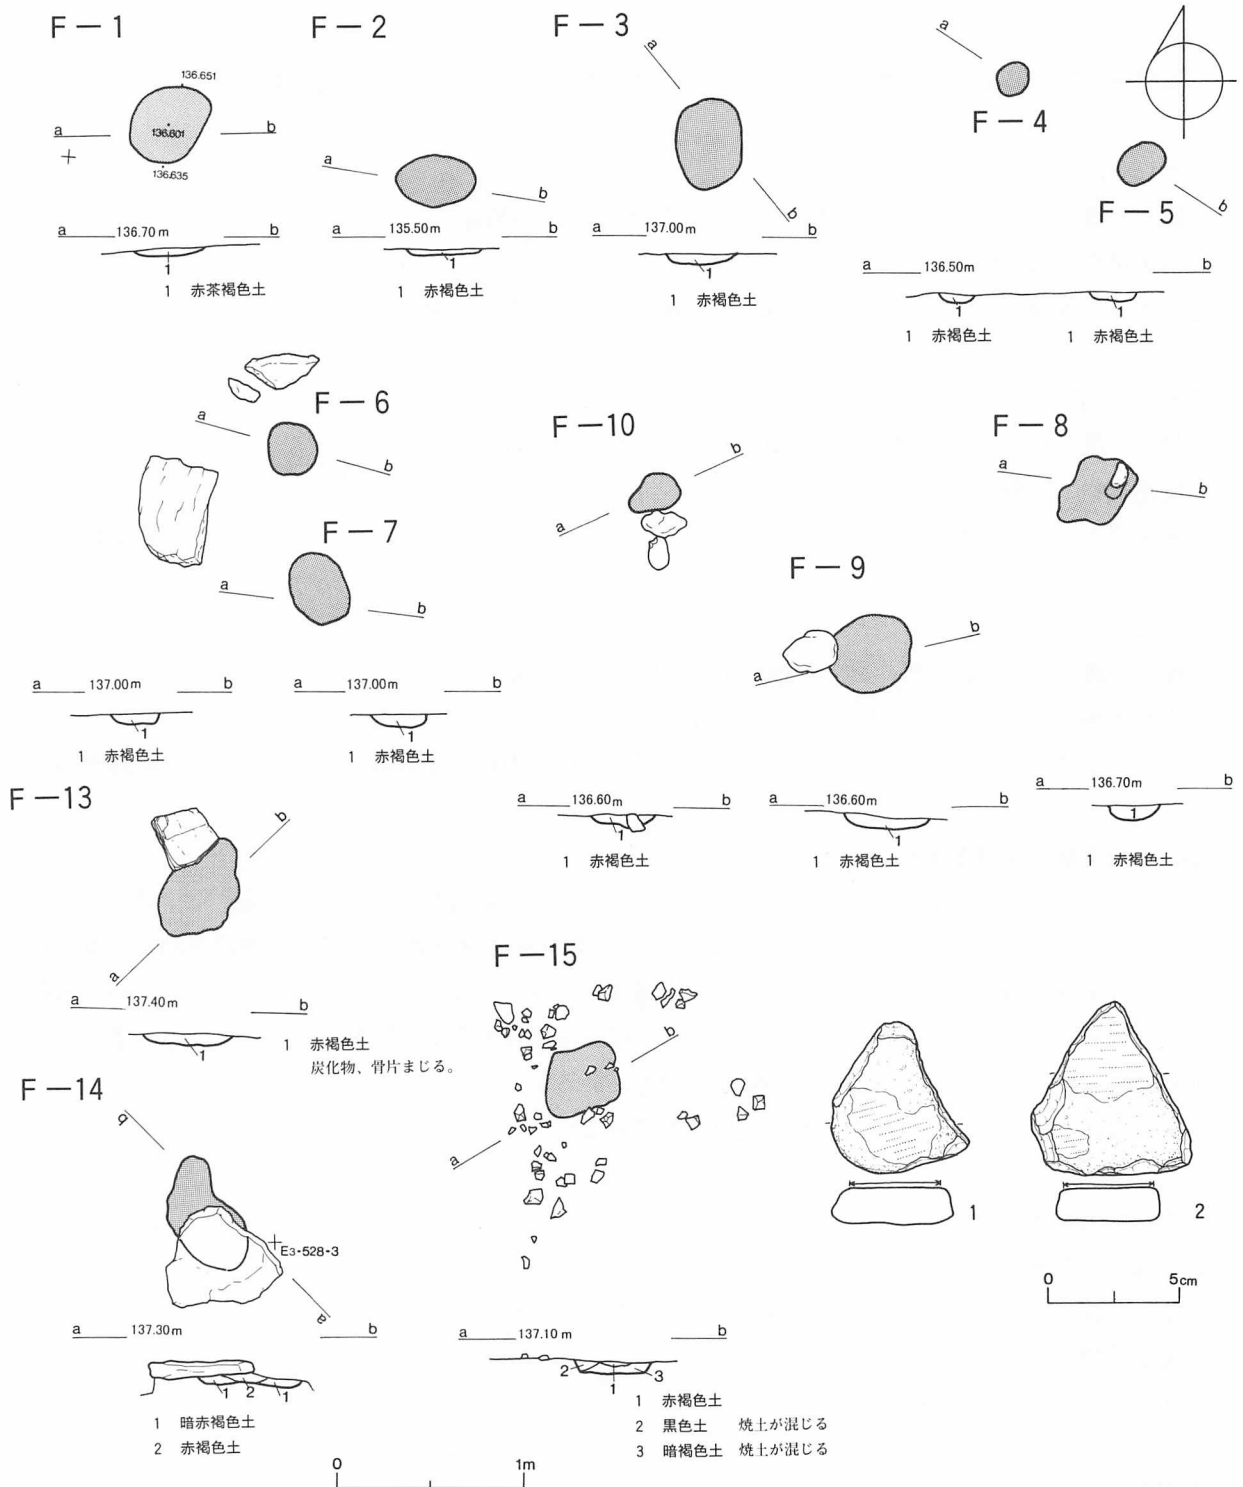 F－1
136.651
136.601
a b
136.635
a 136.70m b
1
1 赤茶褐色土
F－2
a
b
a 135.50m b
1
1 赤褐色土
F－3
a
b
a 137.00m b
1
1 赤褐色土
a
F－4
F－5
b
a 136.50m b
1 1
1 赤褐色土 1 赤褐色土
F－6
a
b
F－7
a
b
a 137.00m b
1
1 赤褐色土
a 137.00m b
1
1 赤褐色土
F－10
b
a
F－8
a
b
F－9
b
a
a 136.60m b
1
1 赤褐色土
a 136.60m b
1
1 赤褐色土
a 136.70m b
1
1 赤褐色土
F－13
b
a
a 137.40m b
1
1 赤褐色土
炭化物、骨片まじる。
F－14
b
E3-528-3
a
a 137.30m b
1 2 1
1 暗赤褐色土
2 赤褐色土
F－15
b
a
a 137.10m b
2 1 3
1 赤褐色土
2 黒色土 焼土が混じる
3 暗褐色土 焼土が混じる
1
2
0 5cm
0 1m